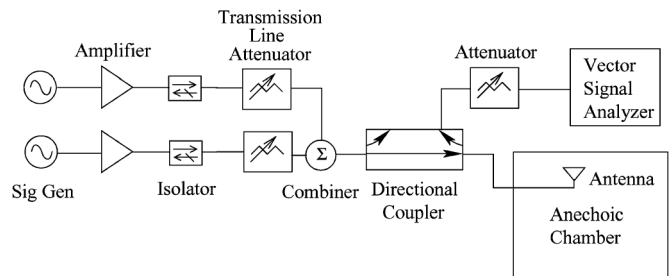 Transmission
Line
Attenuator
Amplifier
Attenuator
Vector
Signal
Analyzer
Σ
Sig Gen
Isolator
Combiner
Directional
Coupler
Antenna
Anechoic
Chamber